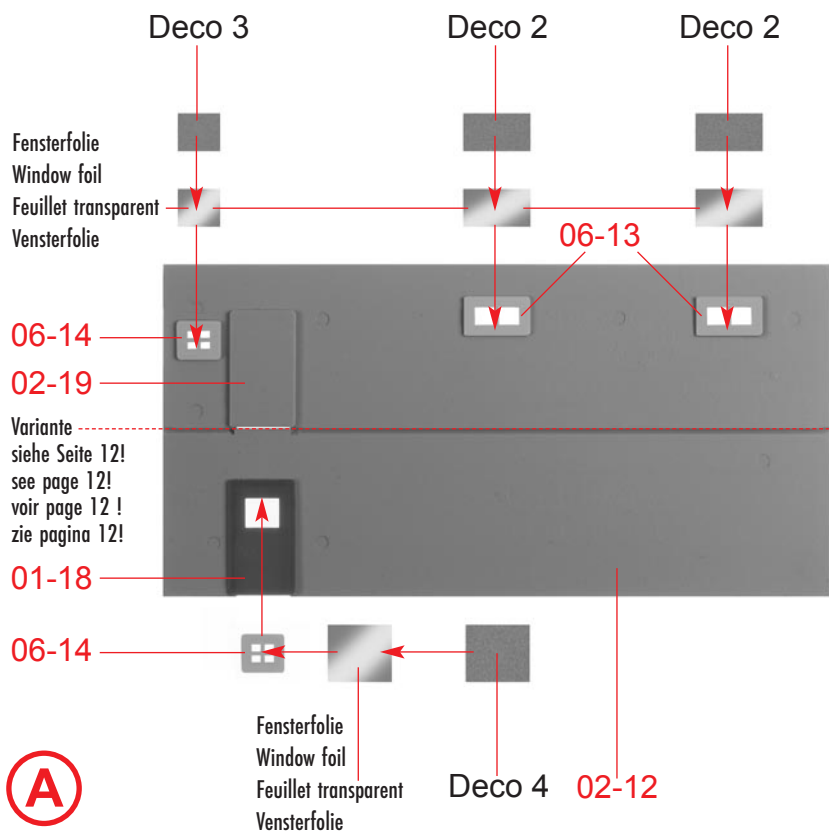 Deco 3
Deco 2
Deco 2
Fensterfolie
Window foil
Feuillet transparent
Vensterfolie
06-13
06-14
02-19
Variante
siehe Seite 12!
see page 12!
voir page 12 !
zie pagina 12!
01-18
06-14
Fensterfolie
Window foil
Feuillet transparent
Vensterfolie
Deco 4
02-12
A